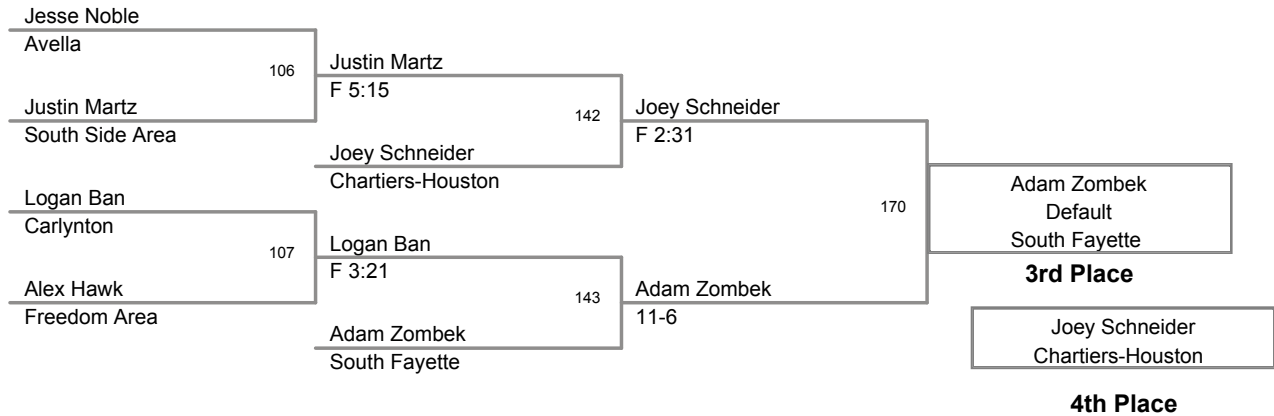 Jesse Noble
Avella
106
Justin Martz
South Side Area
Justin Martz
F 5:15
142
Joey Schneider
Chartiers-Houston
Logan Ban
Carlynton
107
Alex Hawk
Freedom Area
Logan Ban
F 3:21
143
Adam Zombek
South Fayette
Joey Schneider
F 2:31
170
Adam Zombek
11-6
Adam Zombek
Default
South Fayette
3rd Place
Joey Schneider
Chartiers-Houston
4th Place